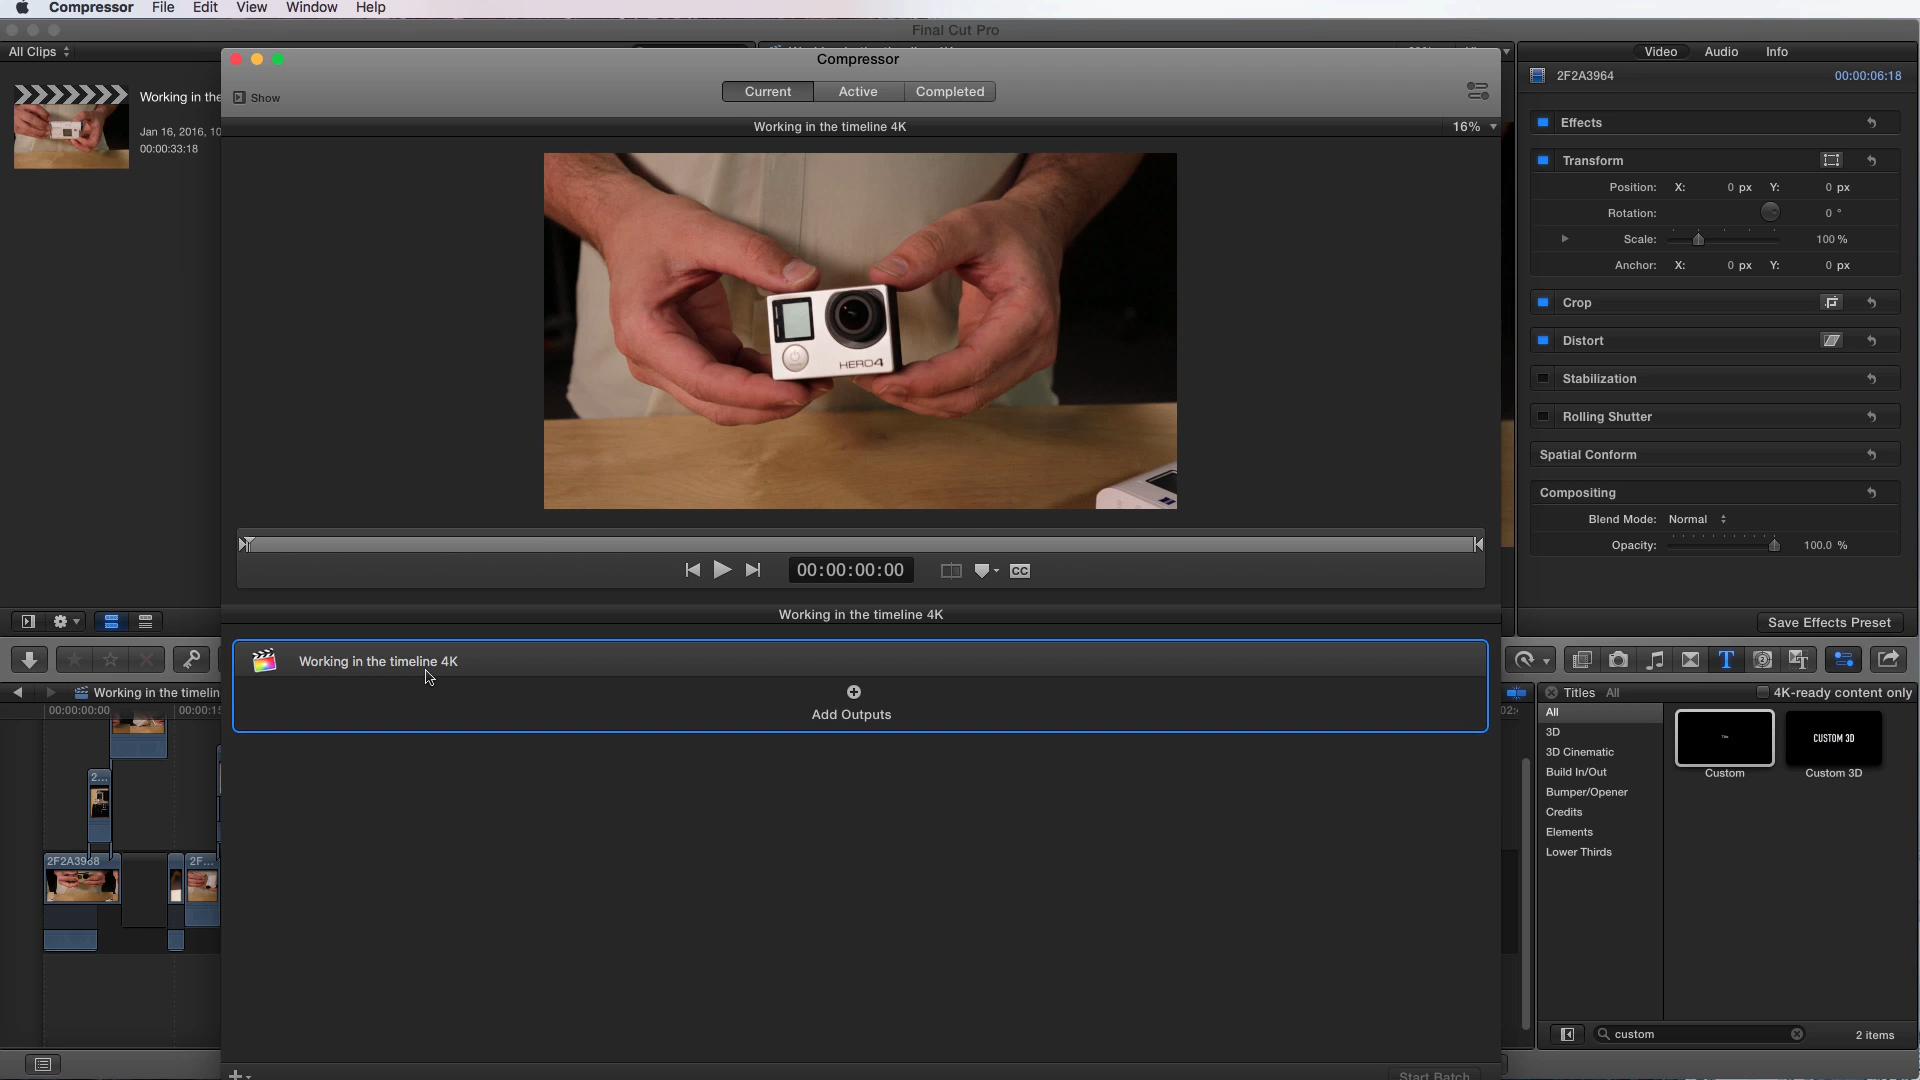 Compressor File Edit View Window Help
Final Cut Pro
All Clips
Working in the
Jan 16, 2016, 10
00:00:33:18
Compressor
Show
Current Active Completed
Working in the timeline 4K
16%
HERO4
00:00:00:00
CC
Working in the timeline 4K
Working in the timeline 4K
Add Outputs
Start Batch
Video Audio Info
2F2A3964 00:00:06:18
Effects
Transform
Position: X: 0 px Y: 0 px
Rotation: 0 °
Scale: 100 %
Anchor: X: 0 px Y: 0 px
Crop
Distort
Stabilization
Rolling Shutter
Spatial Conform
Compositing
Blend Mode: Normal
Opacity: 100.0 %
Save Effects Preset
Working in the timelin
00:00:00:00 00:00:15
2...
2F2A3968 2F...
T
02:
Titles All 4K-ready content only
All
3D
3D Cinematic
Build In/Out
Bumper/Opener
Credits
Elements
Lower Thirds
Custom
CUSTOM 3D
Custom 3D
custom
2 items